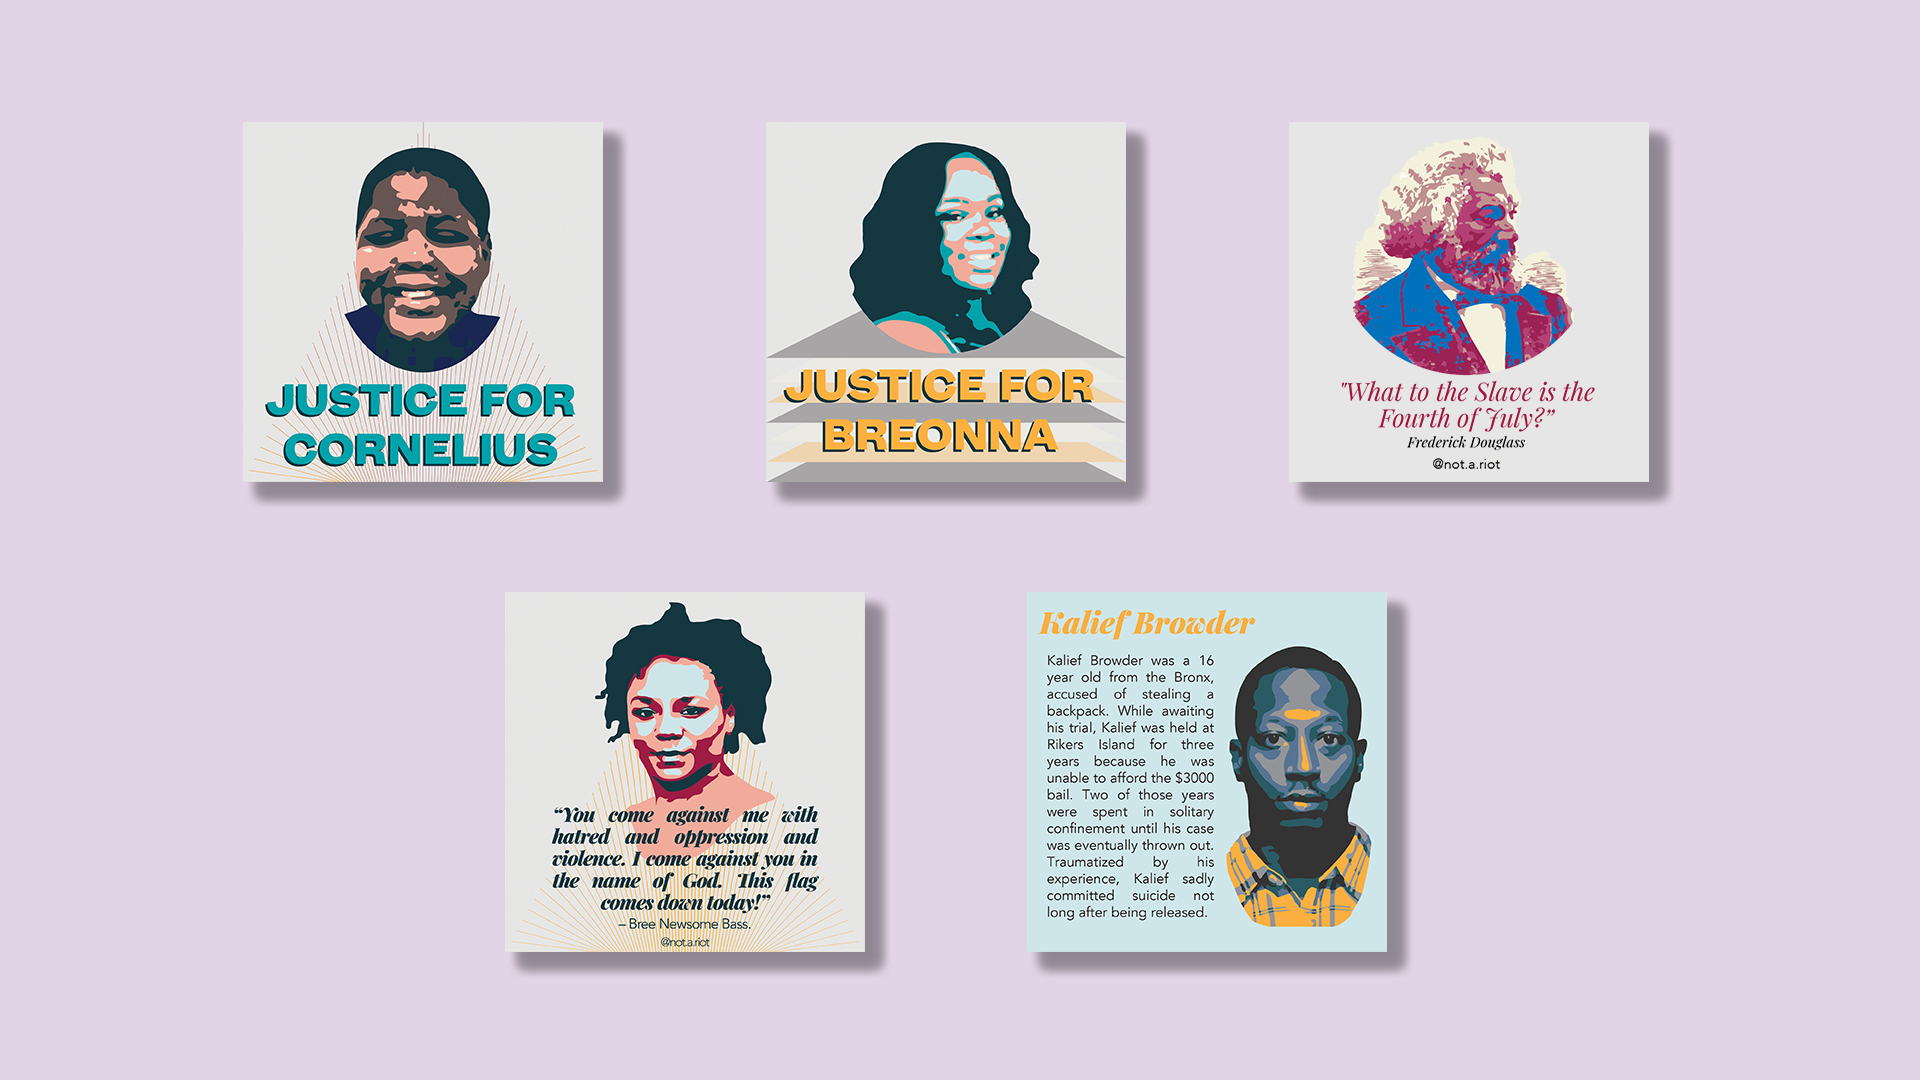 JUSTICE FOR
CORNELIUS
JUSTICE FOR
BREONNA
"What to the Slave is the
Fourth of July?”
Frederick Douglass
@not.a.riot
“You come against me with
hatred and oppression and
violence. I come against you in
the name of God. This flag
comes down today!”
– Bree Newsome Bass.
@not.a.riot
Kalief Browder
Kalief Browder was a 16
year old from the Bronx,
accused of stealing a
backpack. While awaiting
his trial, Kalief was held at
Rikers Island for three
years because he was
unable to afford the $3000
bail. Two of those years
were spent in solitary
confinement until his case
was eventually thrown out.
Traumatized by his
experience, Kalief sadly
committed suicide not
long after being released.